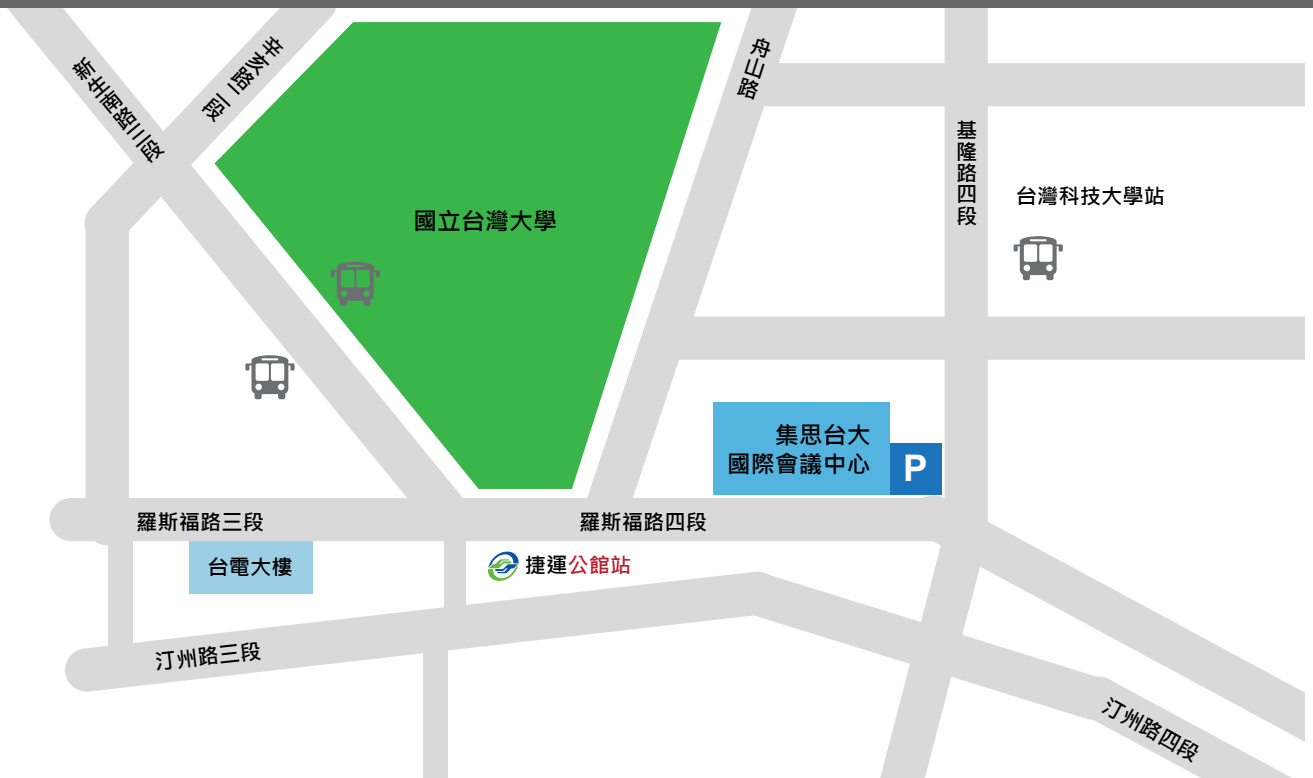 新生南路三段
辛亥路二段
舟山路
基隆路四段
國立台灣大學
台灣科技大學站
集思台大
國際會議中心
P
羅斯福路三段
羅斯福路四段
台電大樓
捷運公館站
汀州路三段
汀州路四段